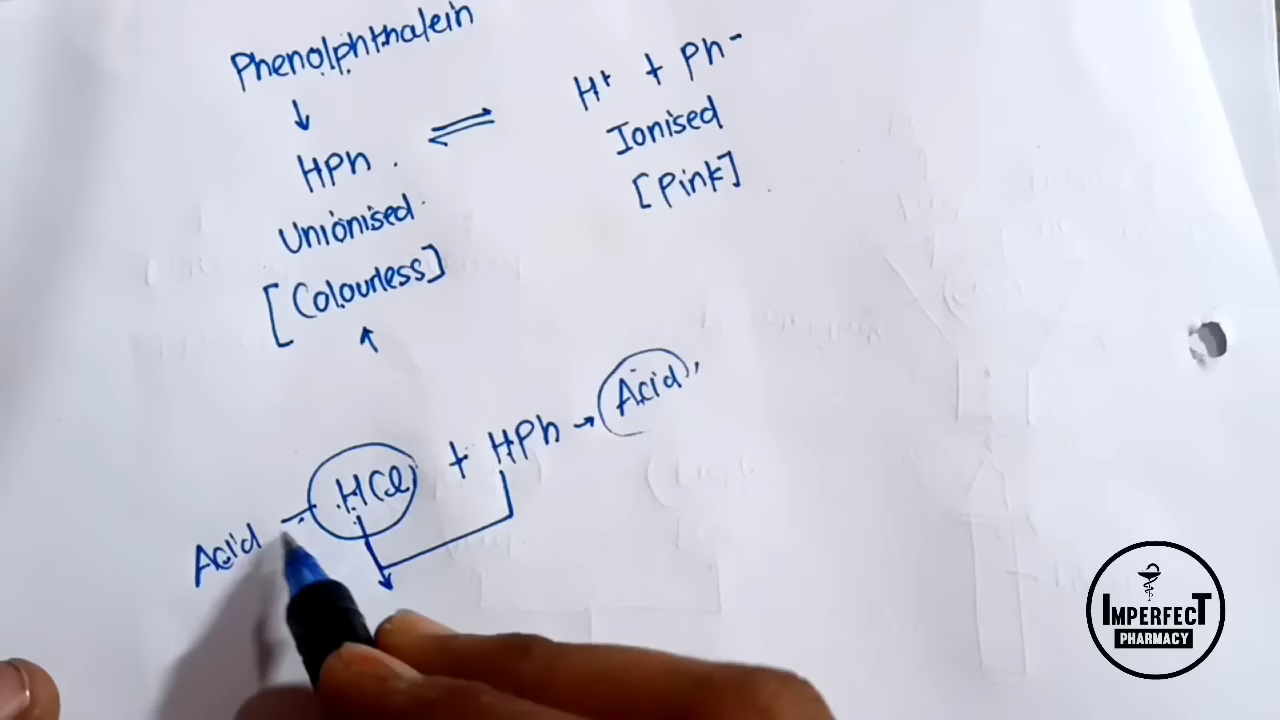 Phenolphthalein
↓
HPh ⇌ H⁺ + Ph⁻
Unionised Ionised
[Colourless] [Pink]
↑
Acid - HCl + HPh → Acid
IMPERFECT
PHARMACY